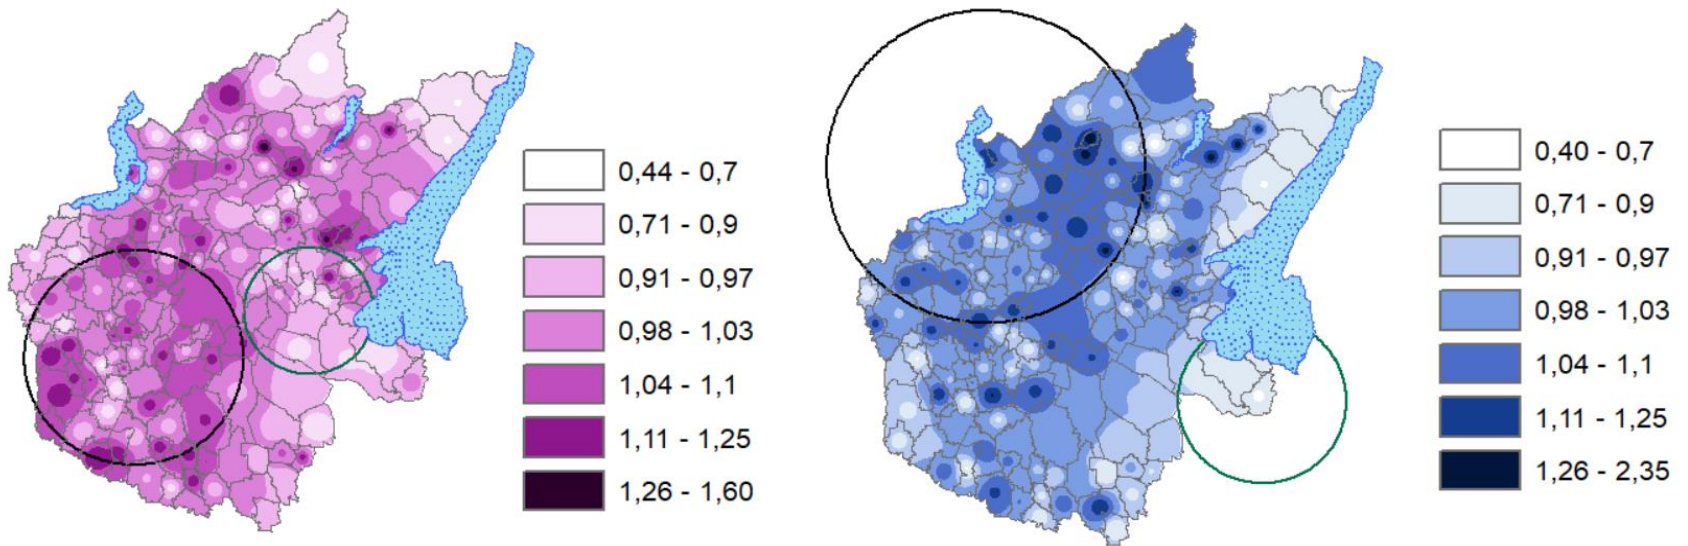 0,44 - 0,7
0,71 - 0,9
0,91 - 0,97
0,98 - 1,03
1,04 - 1,1
1,11 - 1,25
1,26 - 1,60
0,40 - 0,7
0,71 - 0,9
0,91 - 0,97
0,98 - 1,03
1,04 - 1,1
1,11 - 1,25
1,26 - 2,35